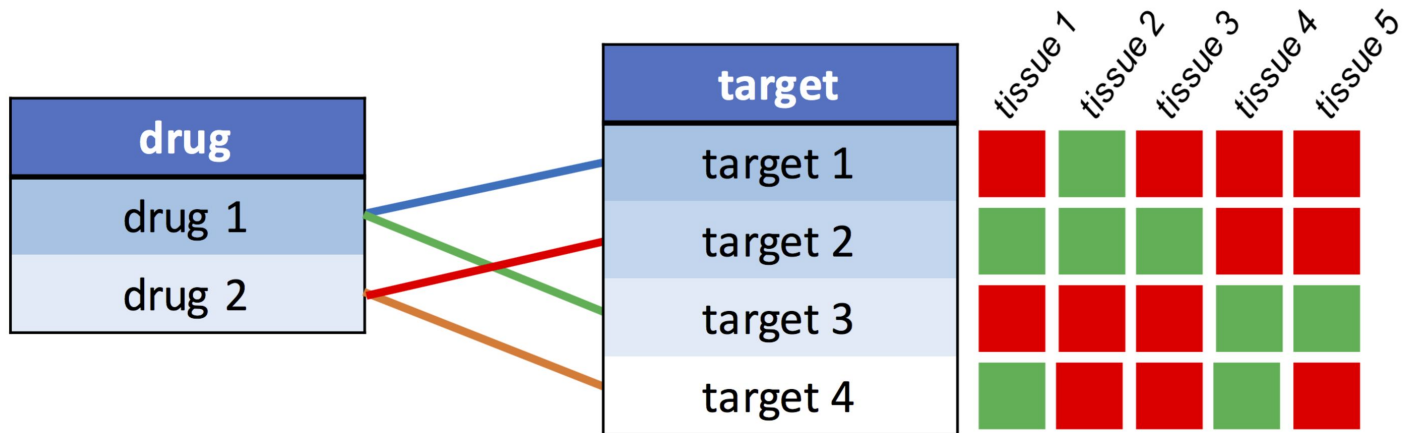 drug
drug 1
drug 2
target
target 1
target 2
target 3
target 4
tissue 1
tissue 2
tissue 3
tissue 4
tissue 5